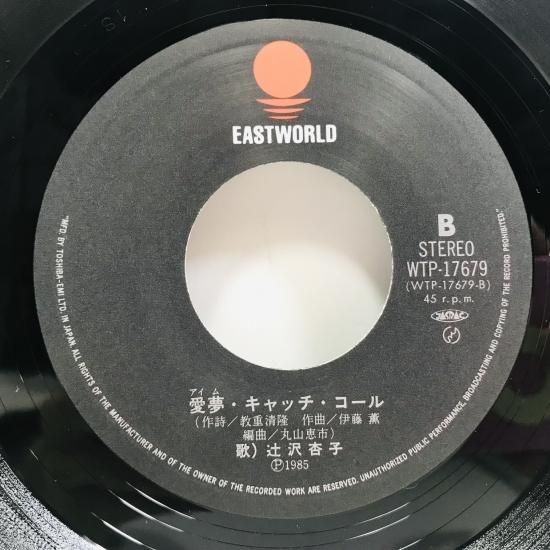 EASTWORLD
B
STEREO
WTP-17679
(WTP-17679-B)
45 r.p.m.
JASRAC
アイム
愛夢・キャッチ・コール
(作詩/教重清隆 作曲/伊藤 薫
編曲/丸山恵市)
歌)辻沢杏子
Ⓟ1985
"MFD. BY TOSHIBA-EMI LTD. IN JAPAN. ALL RIGHTS OF THE MANUFACTURER AND OF THE OWNER OF THE RECORDED WORK ARE RESERVED. UNAUTHORIZED PUBLIC PERFORMANCE, BROADCASTING AND COPYING OF THE RECORD PROHIBITED."